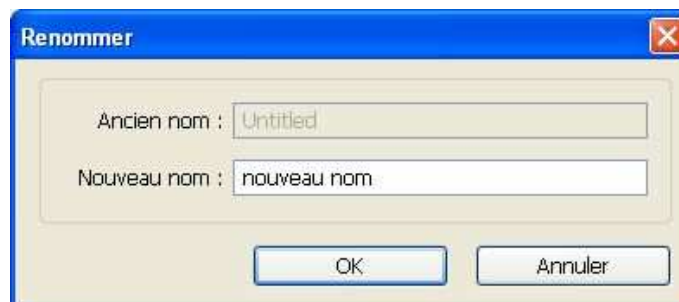 Renommer
Ancien nom : Untitled
Nouveau nom : nouveau nom
OK Annuler